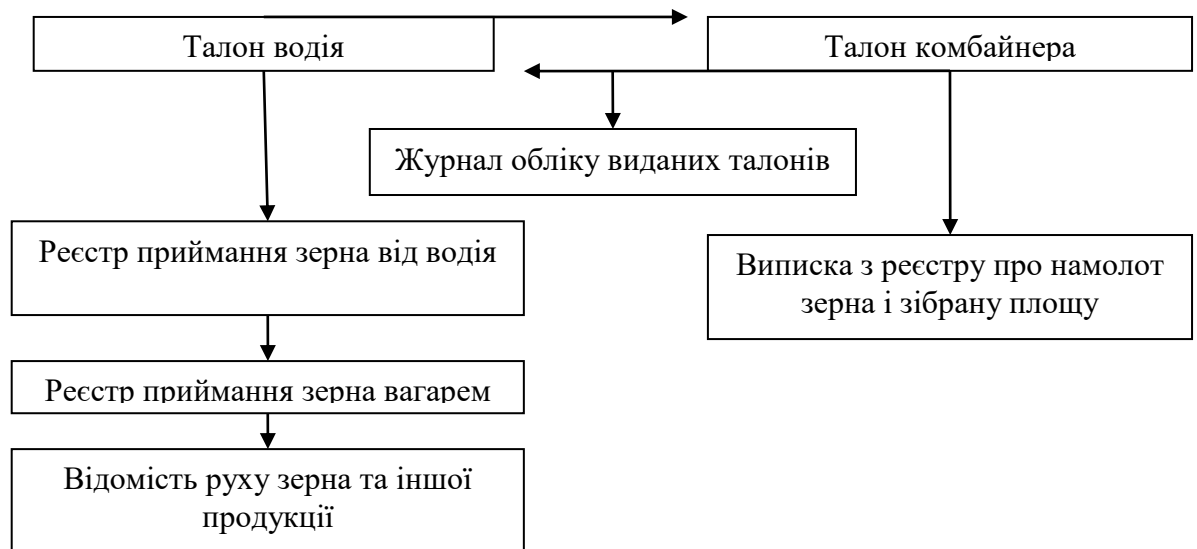 Талон водія
Талон комбайнера
Журнал обліку виданих талонів
Реєстр приймання зерна від водія
Виписка з реєстру про намолот
зерна і зібрану площу
Реєстр приймання зерна вагарем
Відомість руху зерна та іншої
продукції